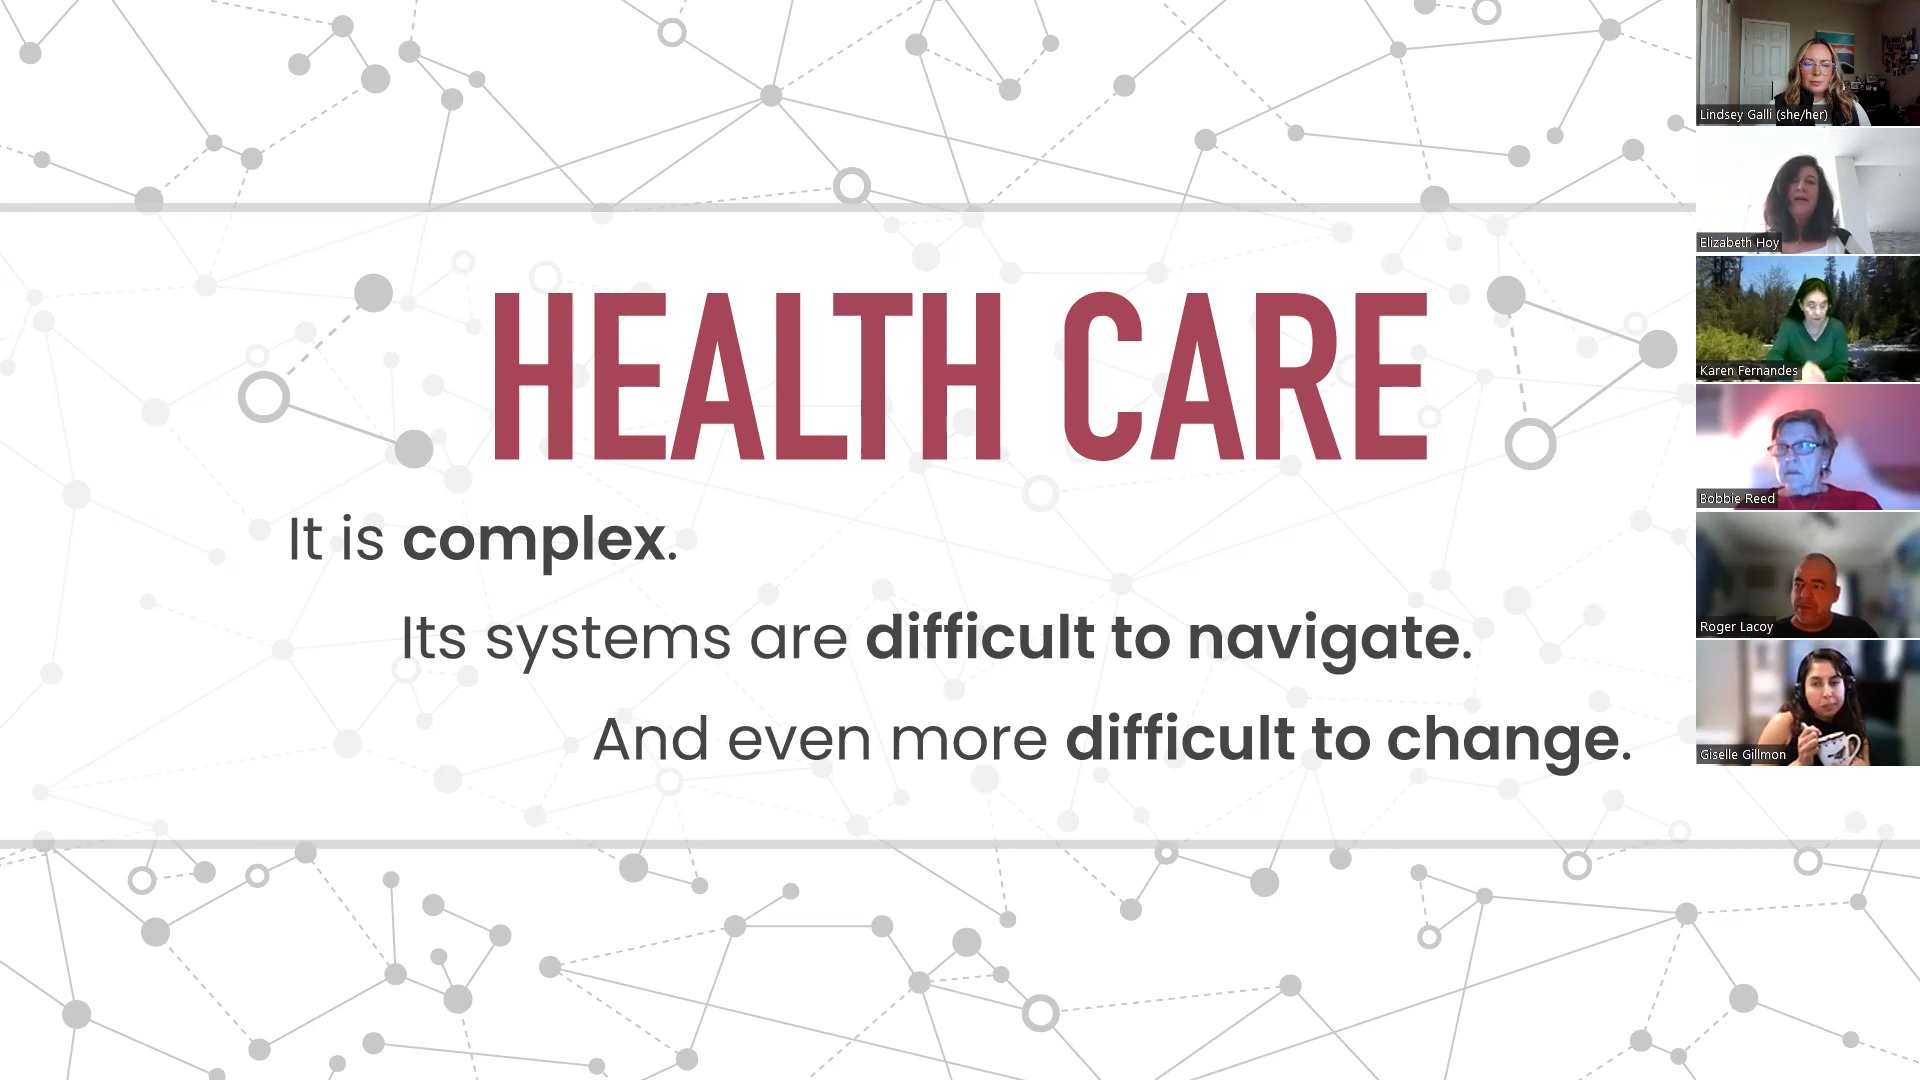 HEALTH CARE
It is complex.
Its systems are difficult to navigate.
And even more difficult to change.
Lindsey Galli (she/her)
Elizabeth Hoy
Karen Fernandes
Bobbie Reed
Roger Lacoy
Giselle Gillmon